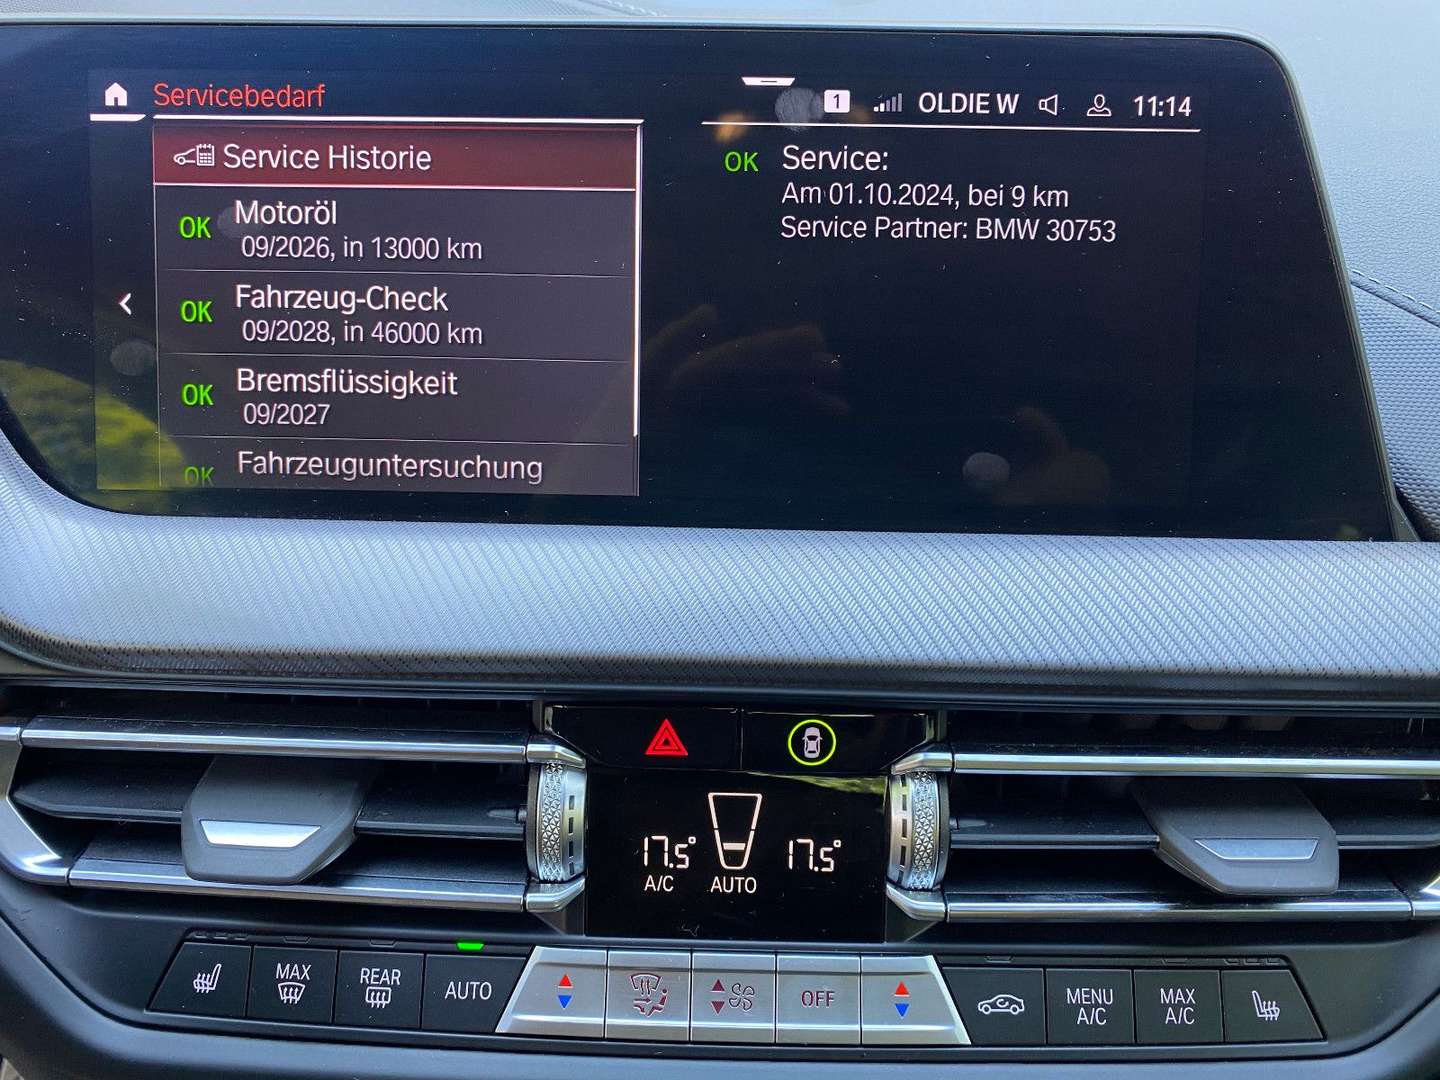 Servicebedarf
1 OLDIE W 11:14
Service Historie
OK Motoröl
09/2026, in 13000 km
OK Fahrzeug-Check
09/2028, in 46000 km
OK Bremsflüssigkeit
09/2027
OK Fahrzeuguntersuchung
OK Service:
Am 01.10.2024, bei 9 km
Service Partner: BMW 30753
17.5° 17.5°
A/C AUTO
MAX
REAR
AUTO
OFF
MENU
A/C
MAX
A/C